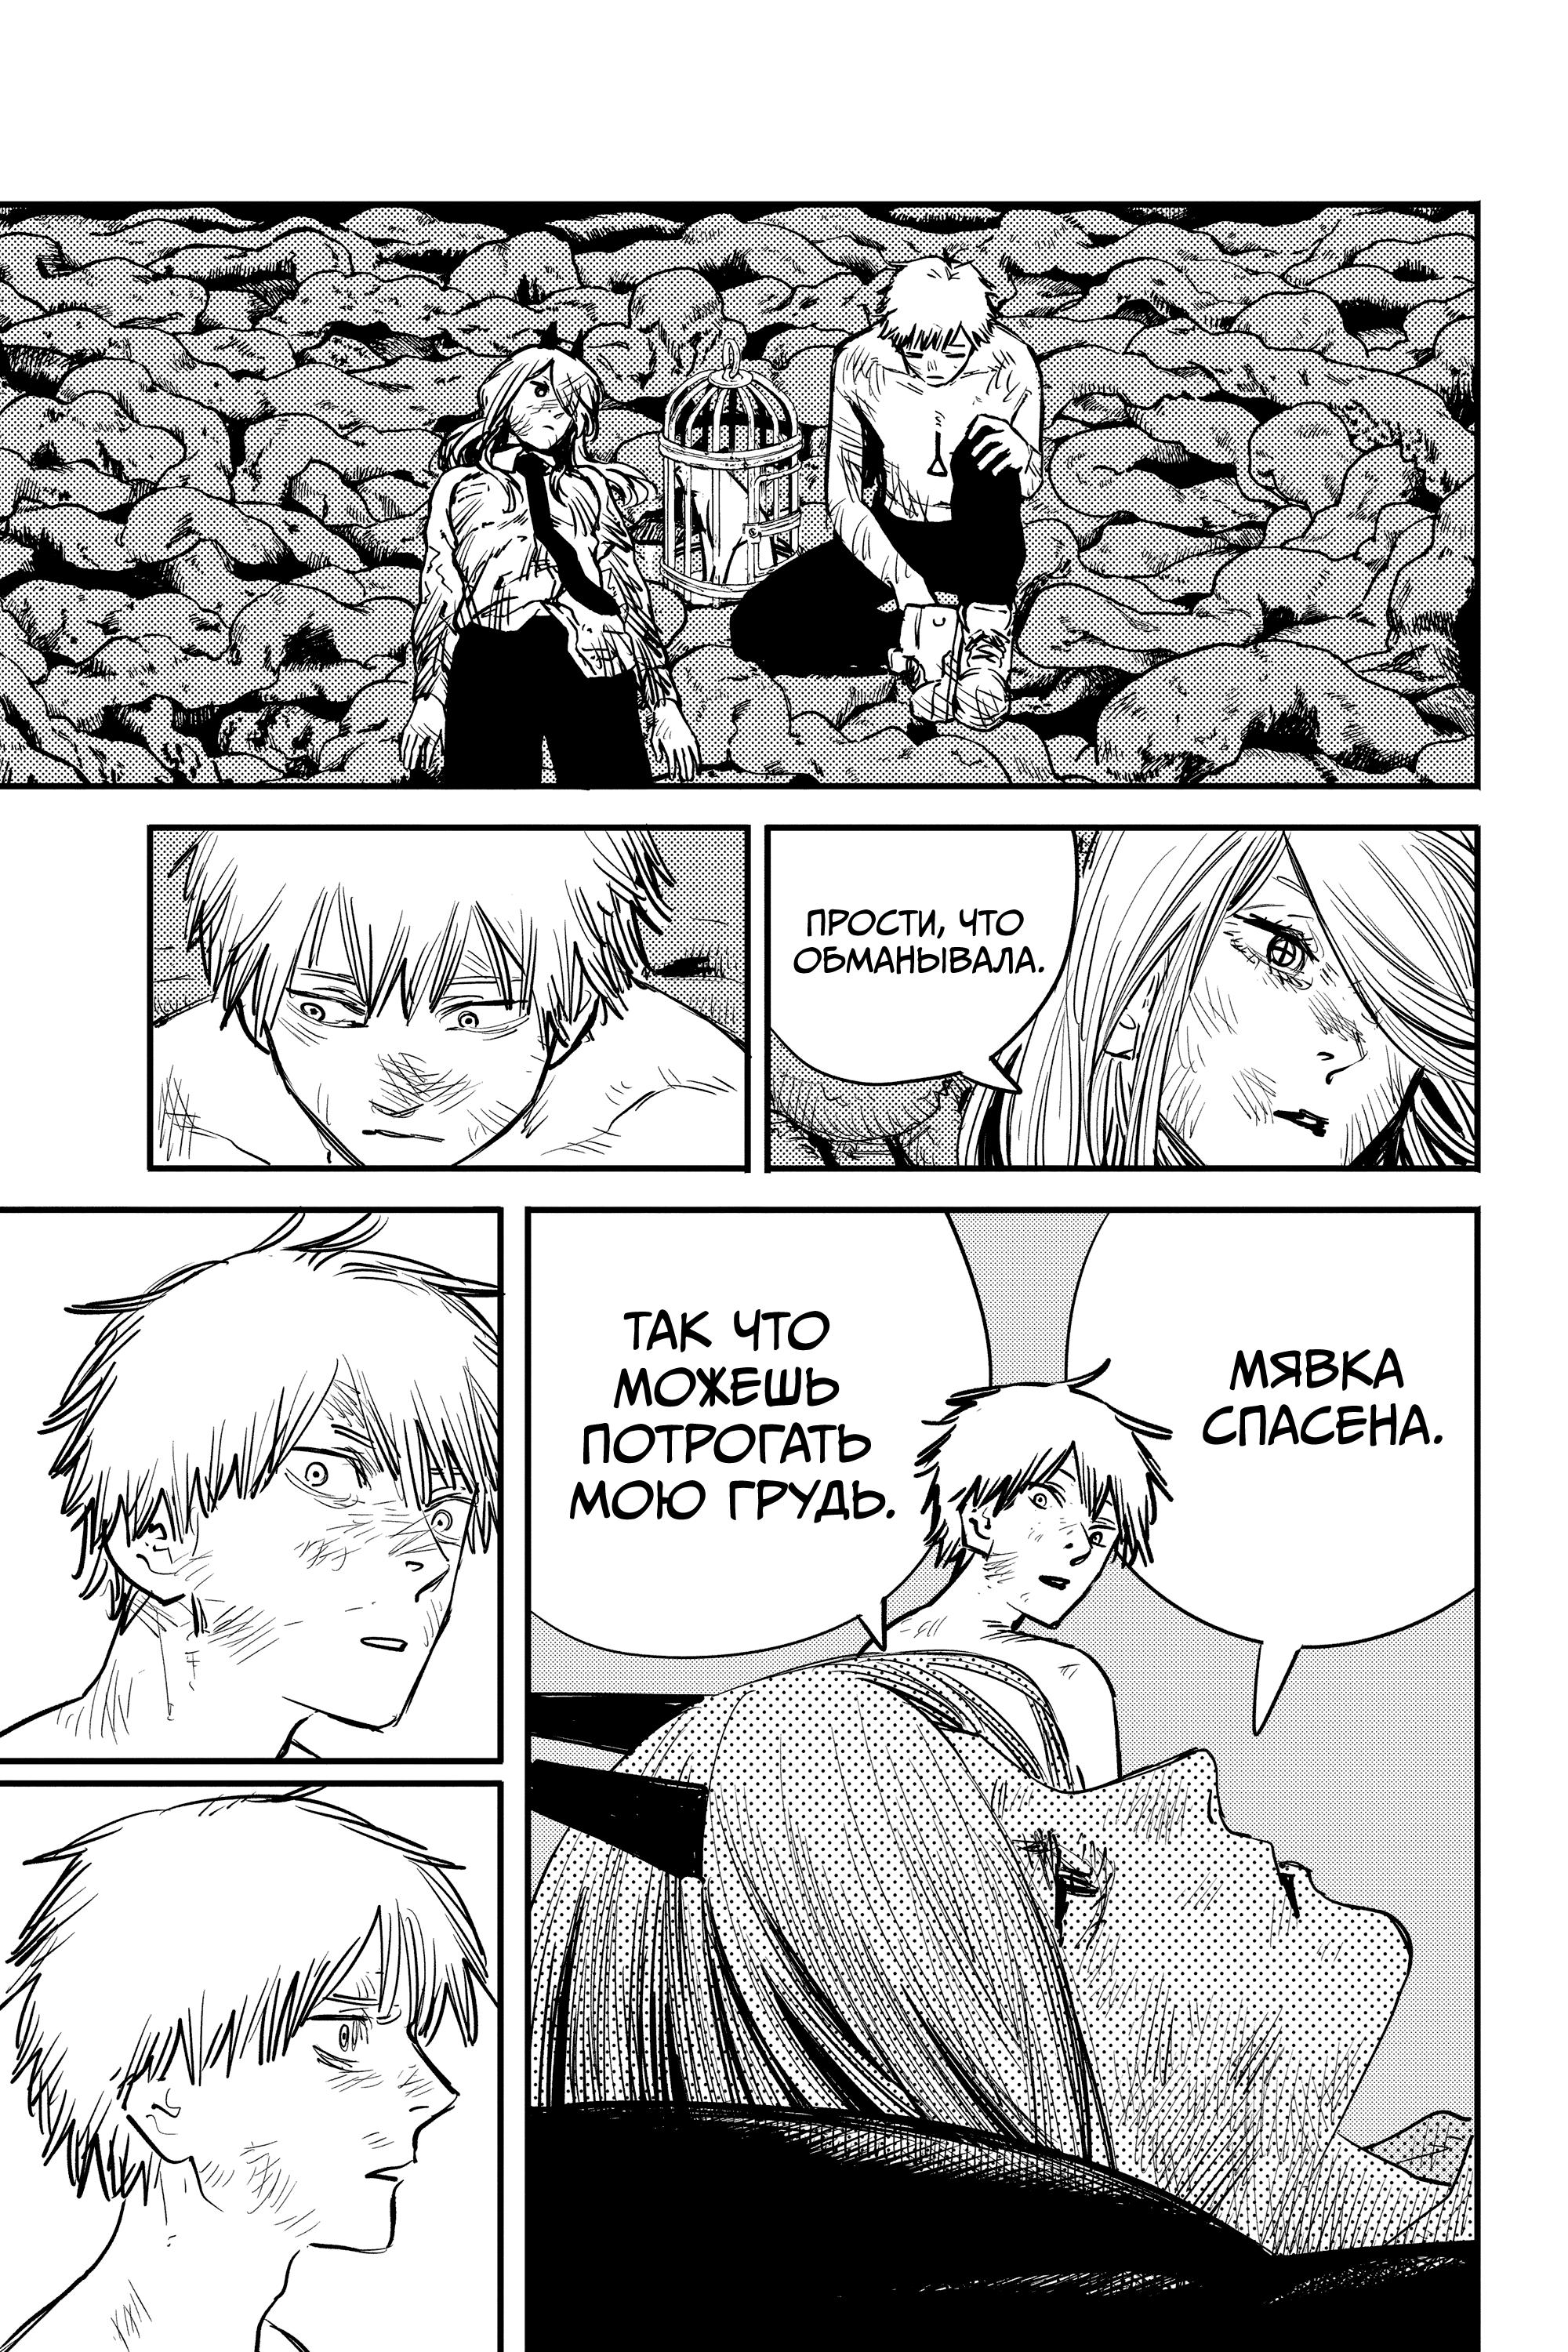 ПРОСТИ, ЧТО
ОБМАНЫВАЛА.
МЯВКА
СПАСЕНА.
ТАК ЧТО
МОЖЕШЬ
ПОТРОГАТЬ
МОЮ ГРУДЬ.